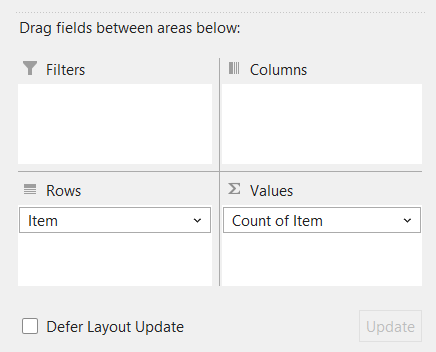 Drag fields between areas below:
Filters
Columns
Rows
Values
Item
Count of Item
Defer Layout Update
Update